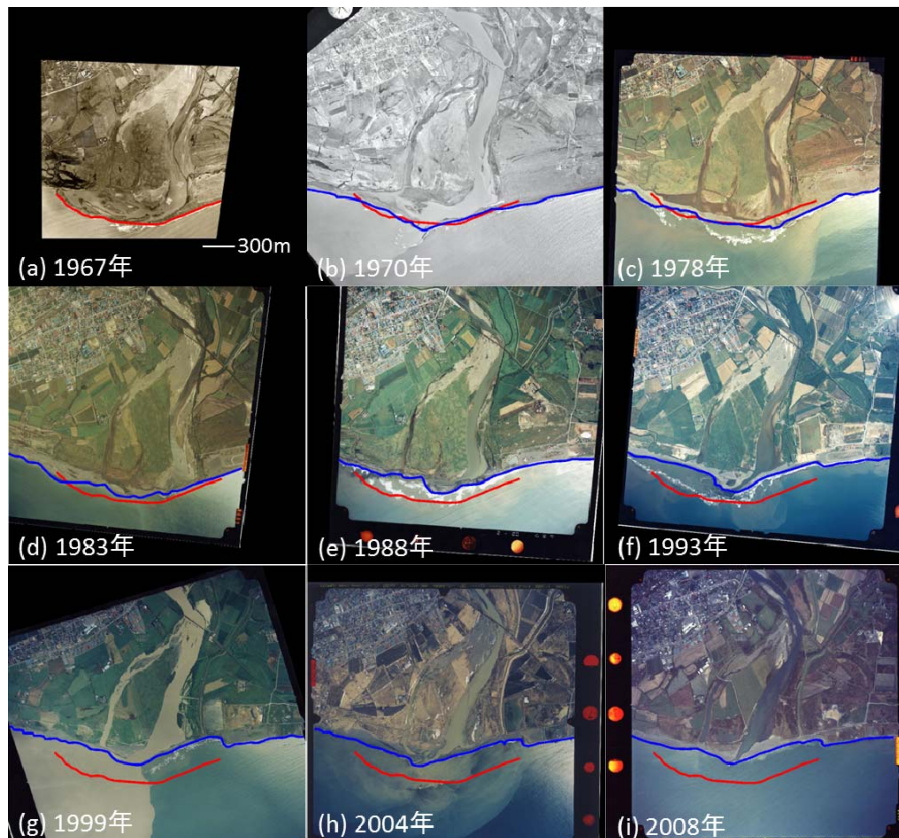 300m
(a) 1967年
(b) 1970年
(c) 1978年
(d) 1983年
(e) 1988年
(f) 1993年
(g) 1999年
(h) 2004年
(i) 2008年